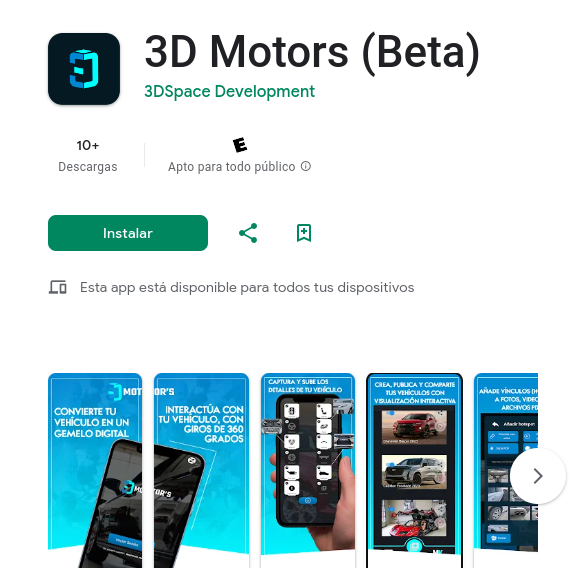 3D Motors (Beta)
3DSpace Development
10+
Descargas
E
Apto para todo público
Instalar
Esta app está disponible para todos tus dispositivos
MOTOR'S
CONVIERTE TU
VEHÍCULO EN UN
GEMELO DIGITAL
INTERACTÚA CON
TU VEHÍCULO, CON
GIROS DE 360
GRADOS
MOTOR'S
CAPTURA Y SUBE LOS
DETALLES DE TU VEHÍCULO
CREA, PUBLICA Y COMPARTE
TUS VEHÍCULOS CON
VISUALIZACIÓN INTERACTIVA
AÑADE VÍNCULOS
A FOTOS, VIDEO
ARCHIVOS
Añadir hotspot